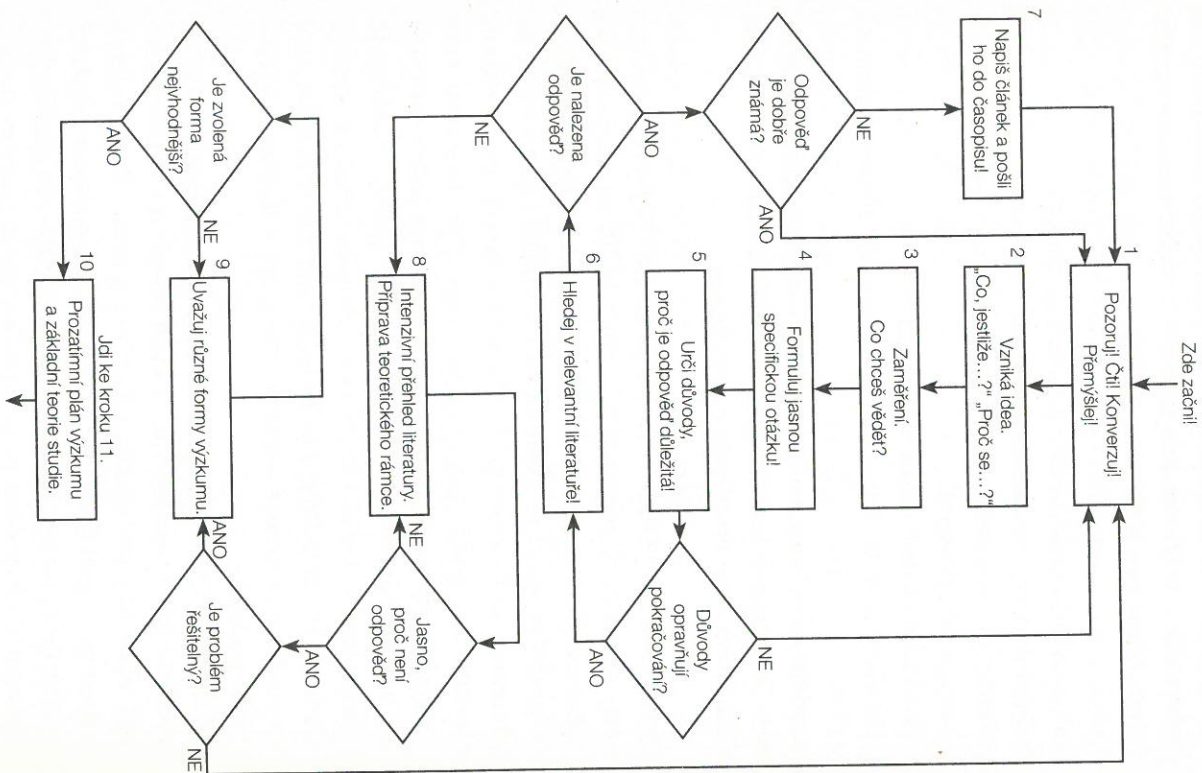 Zde začni!
1
Pozoruj! Čti! Konverzuj!
Přemýšlej!
2
Vzniká idea.
„Co, jestliže...?“ „Proč se...?“
3
Zaměření.
Co chceš vědět?
4
Formuluj jasnou
specifickou otázku!
5
Urči důvody,
proč je odpověď důležitá!
Důvody
opravňují
pokračování?
NE
ANO
6
Hledej v relevantní literatuře!
Je nalezena
odpověď?
ANO
NE
Odpověď
je dobře
známá?
NE
ANO
7
Napiš článek a pošli
ho do časopisu!
8
Intenzivní přehled literatury.
Příprava teoretického rámce.
Jasno,
proč není
odpověď?
NE
ANO
Je problém
řešitelný?
ANO
NE
9
Uvažuj různé formy výzkumu.
Je zvolená
forma
nejvhodnější?
NE
ANO
10
Prozatímní plán výzkumu
a základní teorie studie.
Jdi ke kroku 11.